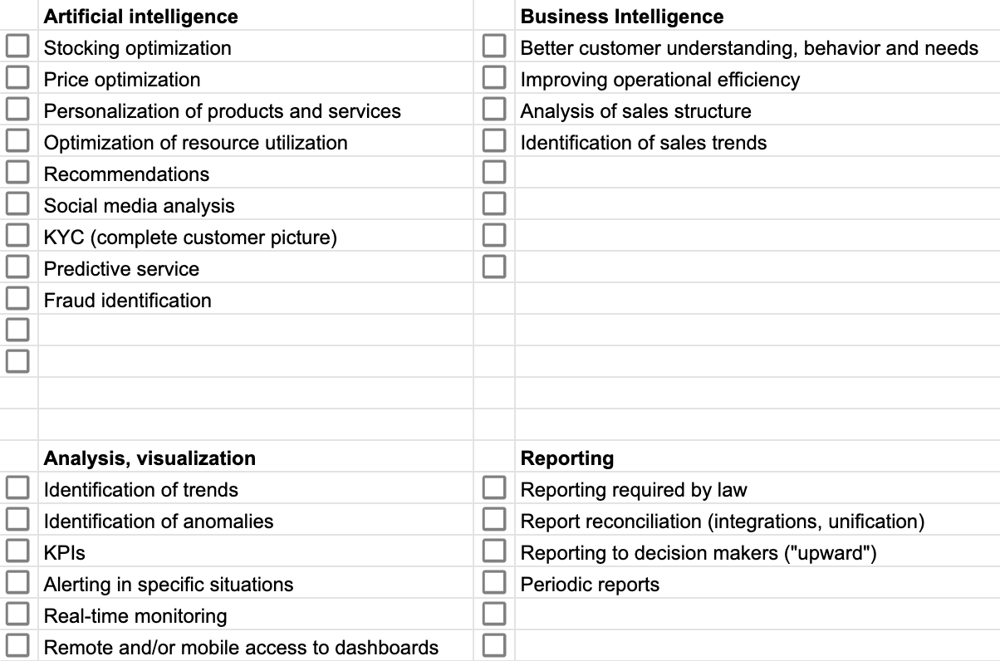 Artificial intelligence
Stocking optimization
Price optimization
Personalization of products and services
Optimization of resource utilization
Recommendations
Social media analysis
KYC (complete customer picture)
Predictive service
Fraud identification
Business Intelligence
Better customer understanding, behavior and needs
Improving operational efficiency
Analysis of sales structure
Identification of sales trends
Analysis, visualization
Identification of trends
Identification of anomalies
KPIs
Alerting in specific situations
Real-time monitoring
Remote and/or mobile access to dashboards
Reporting
Reporting required by law
Report reconciliation (integrations, unification)
Reporting to decision makers ("upward")
Periodic reports